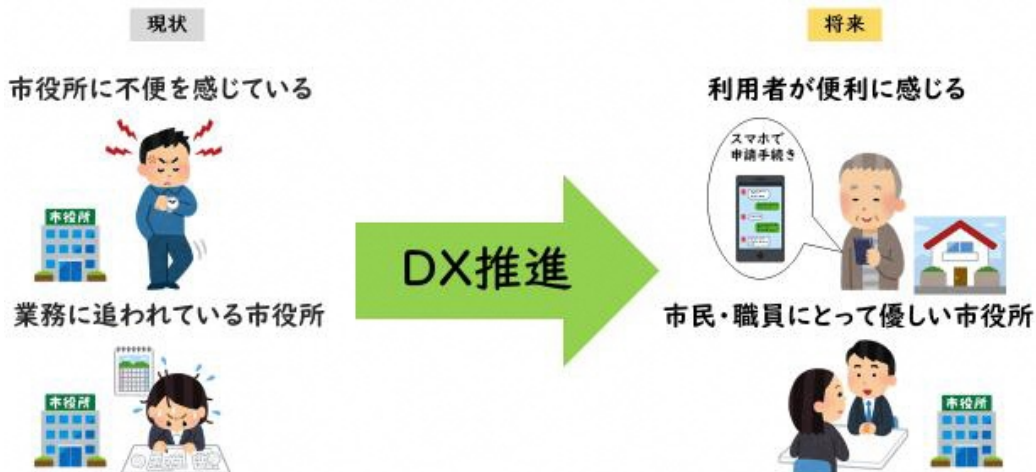 現状
市役所に不便を感じている
市役所
業務に追われている市役所
市役所
DX推進
将来
利用者が便利に感じる
スマホで
申請手続き
市民・職員にとって優しい市役所
市役所